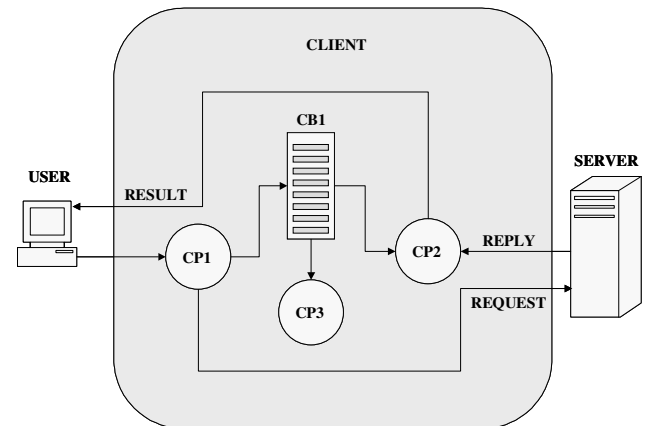 CLIENT
CB1
USER
SERVER
RESULT
CP1
CP2
REPLY
CP3
REQUEST